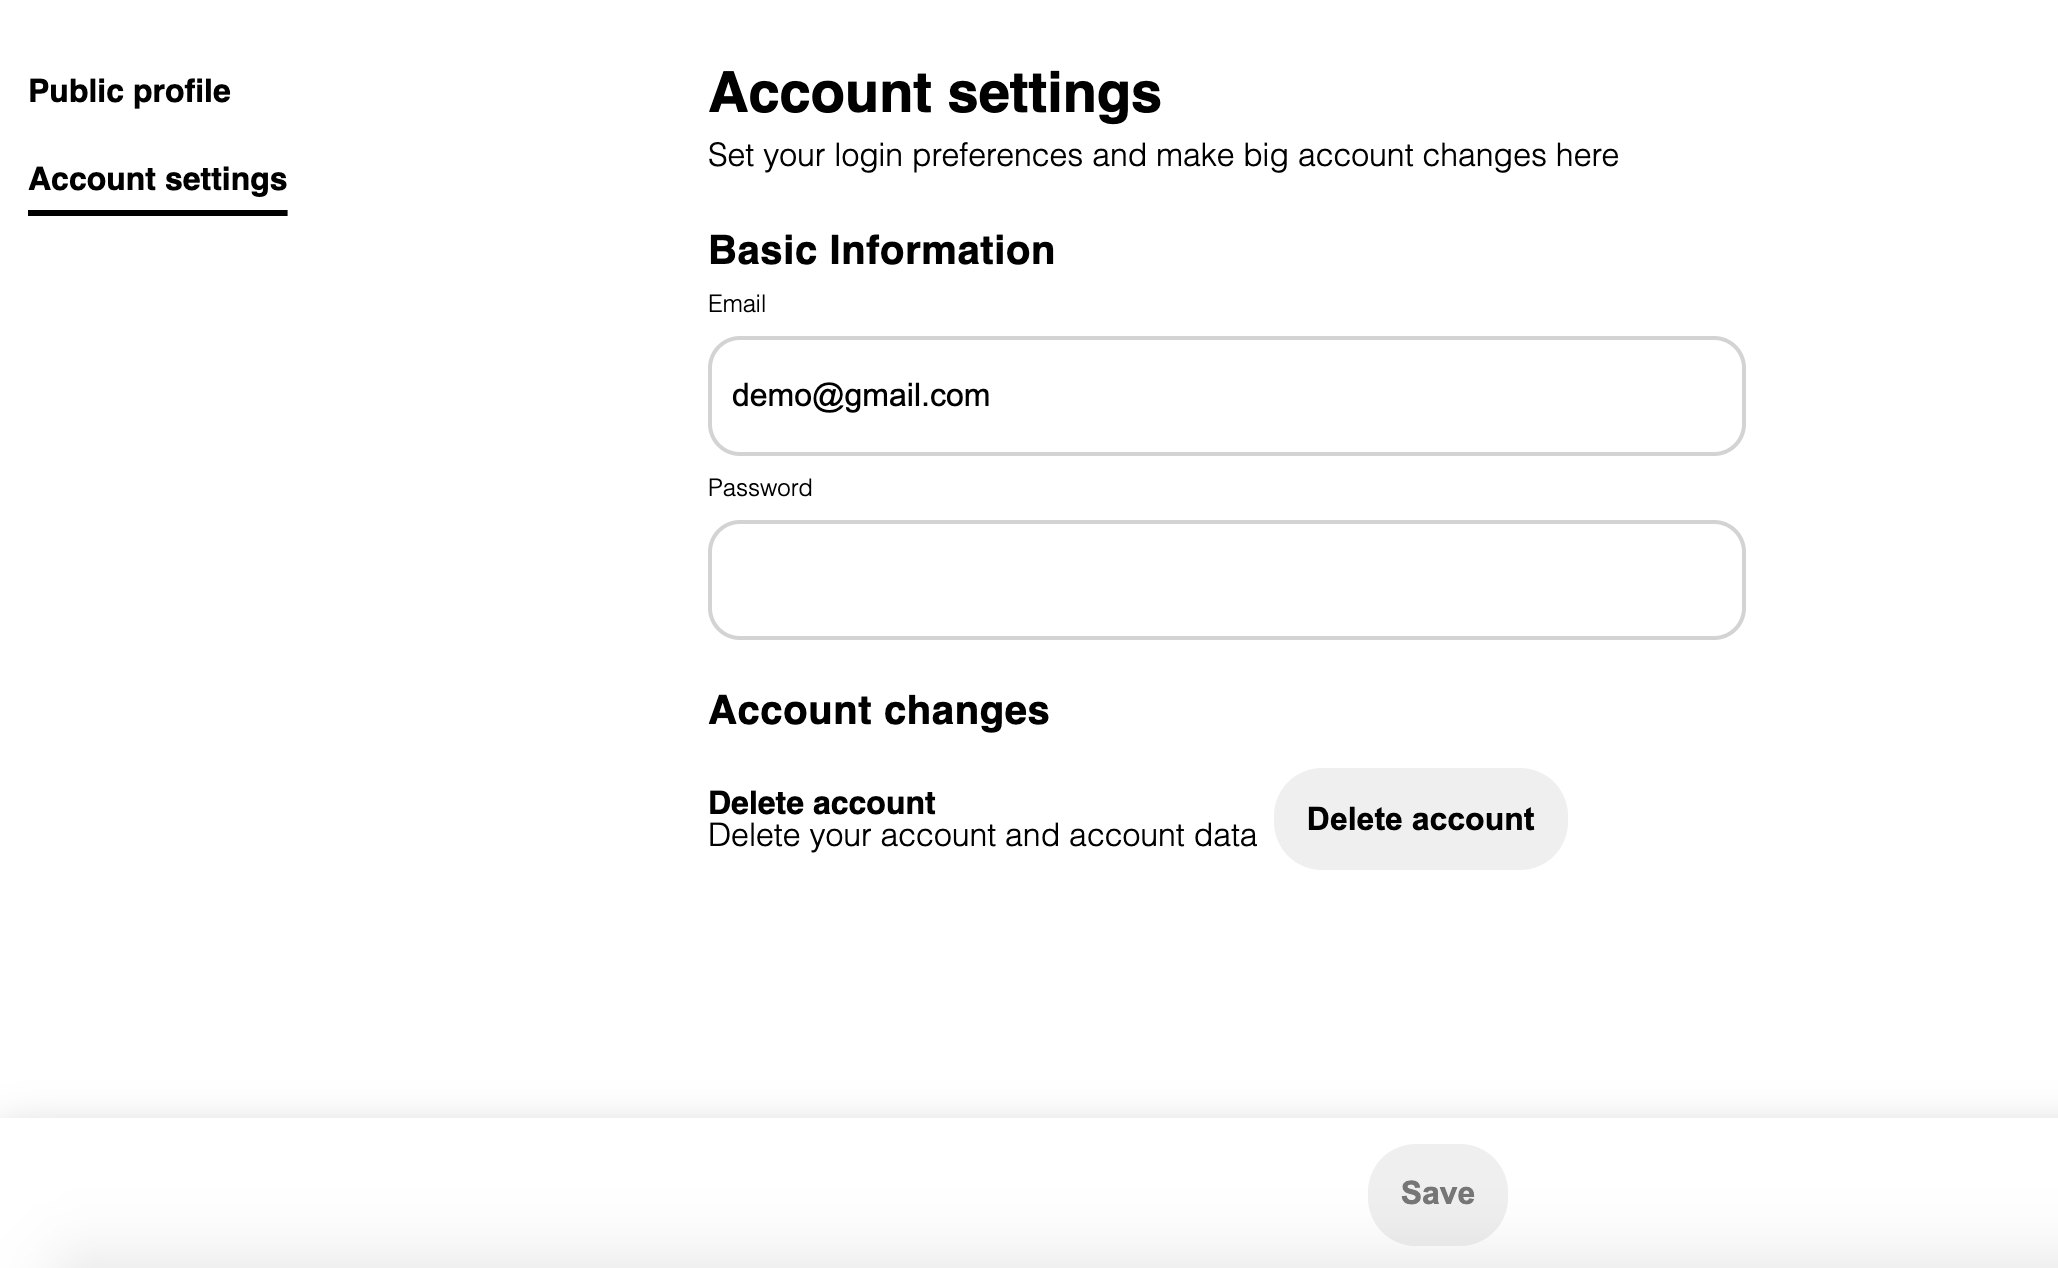 Public profile
Account settings
Account settings
Set your login preferences and make big account changes here
Basic Information
Email
demo@gmail.com
Password
Account changes
Delete account
Delete your account and account data
Delete account
Save